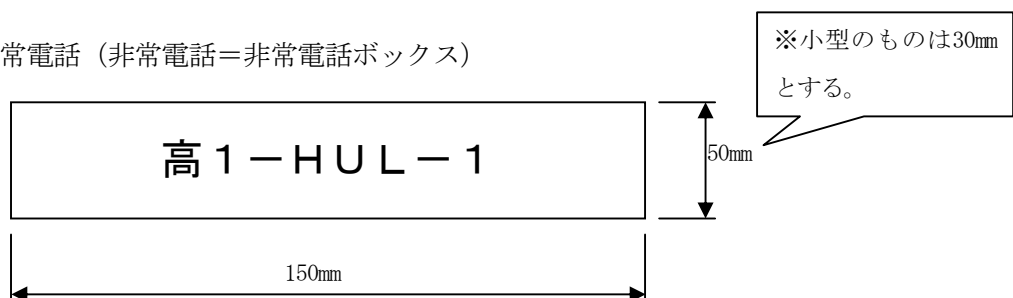 常電話（非常電話＝非常電話ボックス）
※小型のものは30mm
とする。
高１－ＨＵＬ－１
50mm
150mm